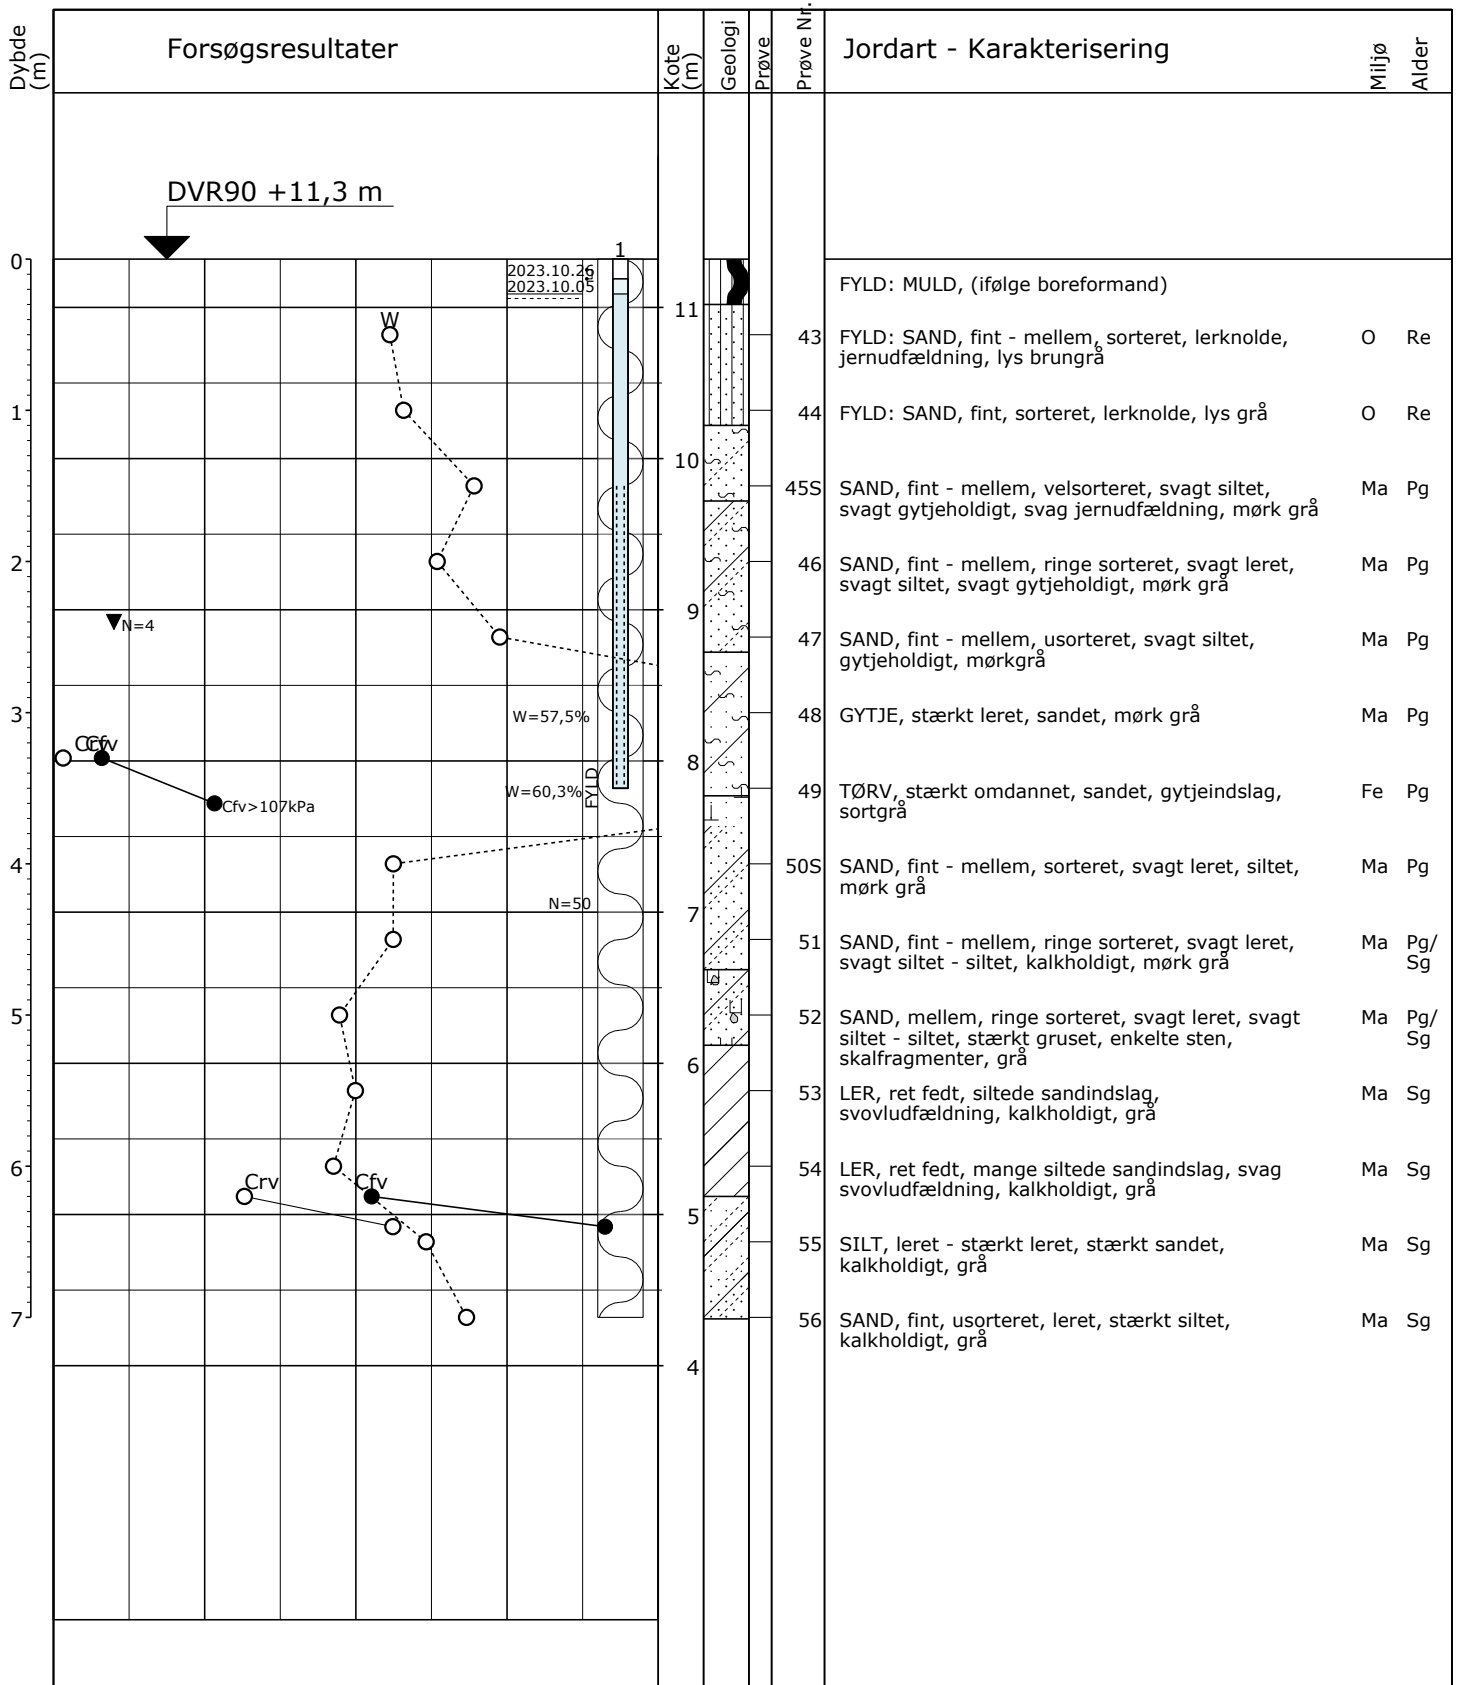 Dybde
(m)
Forsøgsresultater
Kote
(m)
Geologi
Prøve
Prøve Nr.
Jordart - Karakterisering
Miljø
Alder
DVR90 +11,3 m
1
0
2023.10.26
2023.10.05
FYLD: MULD, (ifølge boreformand)
11
W
43 FYLD: SAND, fint - mellem, sorteret, lerknolde, O Re
jernudfældning, lys brungrå
1
44 FYLD: SAND, fint, sorteret, lerknolde, lys grå O Re
10
45S SAND, fint - mellem, velsorteret, svagt siltet, Ma Pg
svagt gytjeholdigt, svag jernudfældning, mørk grå
2
46 SAND, fint - mellem, ringe sorteret, svagt leret, Ma Pg
svagt siltet, svagt gytjeholdigt, mørk grå
9
N=4
47 SAND, fint - mellem, usorteret, svagt siltet, Ma Pg
gytjeholdigt, mørkgrå
3
W=57,5%
48 GYTJE, stærkt leret, sandet, mørk grå Ma Pg
Crv Cfv
8
W=60,3%
FYLD
Cfv>107kPa
49 TØRV, stærkt omdannet, sandet, gytjeindslag, Fe Pg
sortgrå
4
50S SAND, fint - mellem, sorteret, svagt leret, siltet, Ma Pg
mørk grå
N=50
7
51 SAND, fint - mellem, ringe sorteret, svagt leret, Ma Pg/
svagt siltet - siltet, kalkholdigt, mørk grå Sg
5
52 SAND, mellem, ringe sorteret, svagt leret, svagt Ma Pg/
siltet - siltet, stærkt gruset, enkelte sten, Sg
skalfragmenter, grå
6
53 LER, ret fedt, siltede sandindslag, Ma Sg
svovludfældning, kalkholdigt, grå
6
54 LER, ret fedt, mange siltede sandindslag, svag Ma Sg
svovludfældning, kalkholdigt, grå
Crv Cfv
5
55 SILT, leret - stærkt leret, stærkt sandet, Ma Sg
kalkholdigt, grå
7
56 SAND, fint, usorteret, leret, stærkt siltet, Ma Sg
kalkholdigt, grå
4